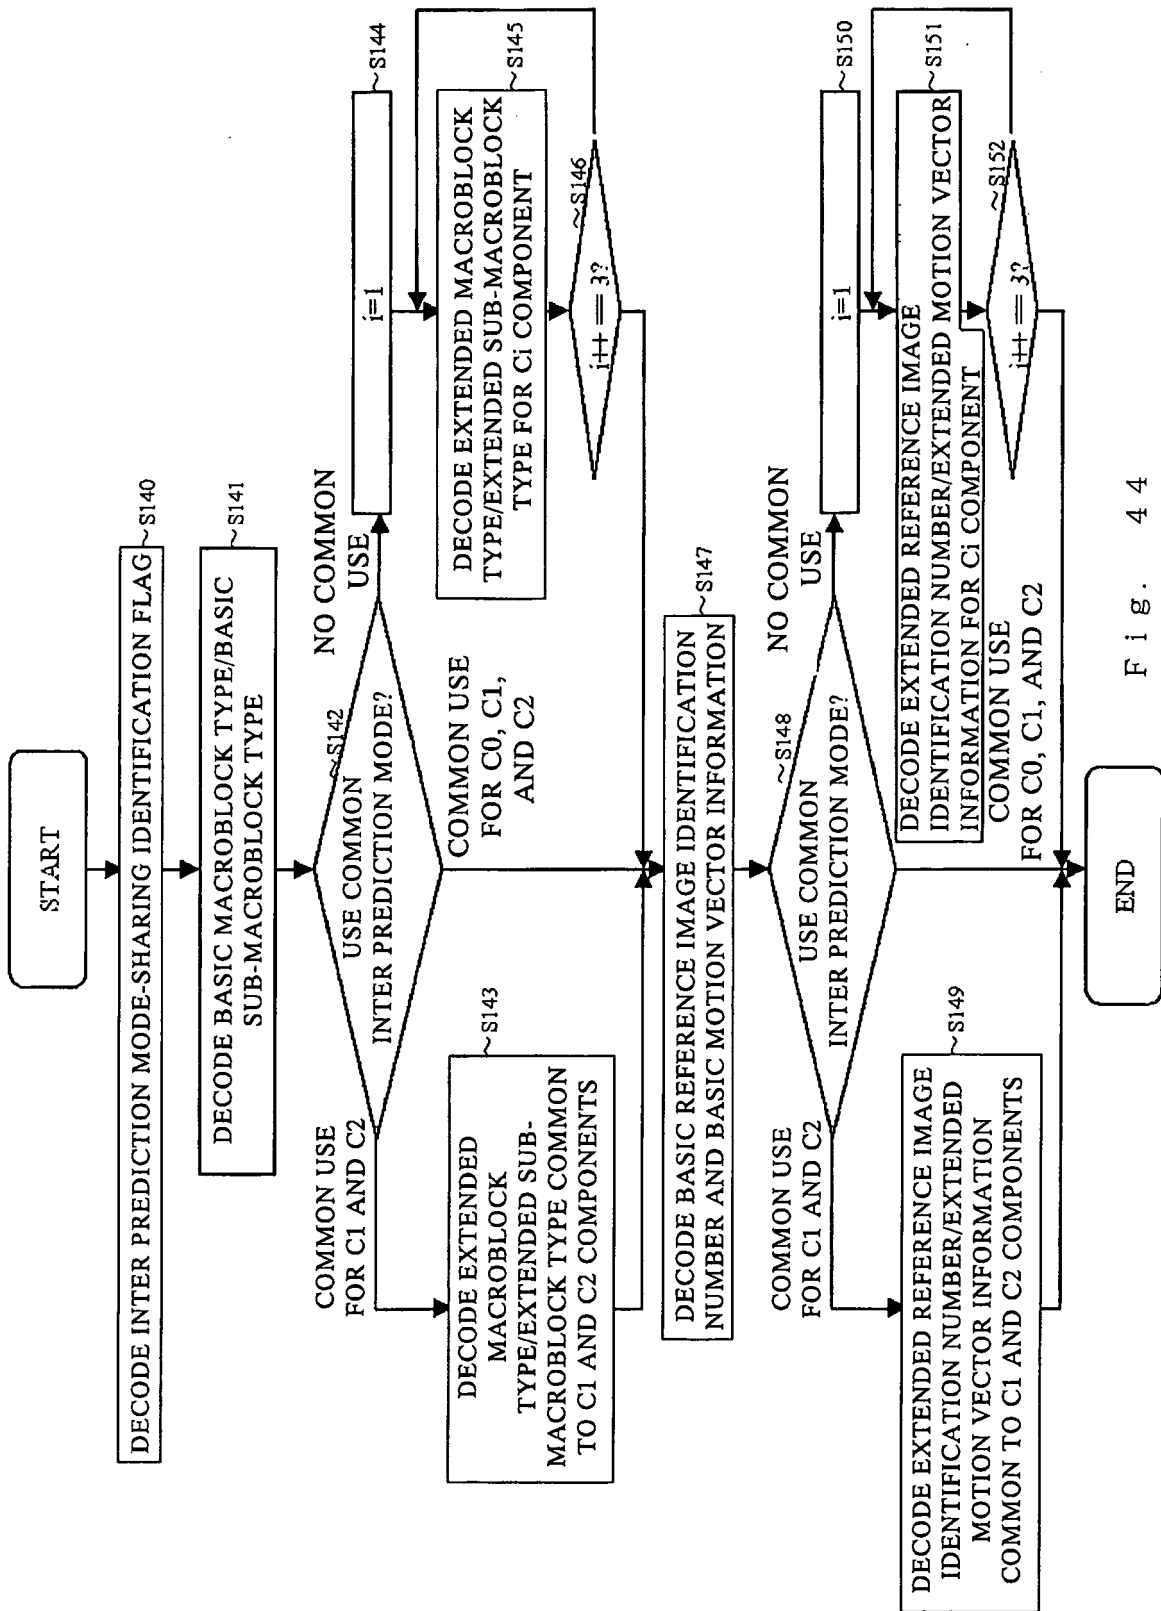 START
DECODE INTER PREDICTION MODE-SHARING IDENTIFICATION FLAG
~S140
DECODE BASIC MACROBLOCK TYPE/BASIC
SUB-MACROBLOCK TYPE
~S141
USE COMMON
INTER PREDICTION MODE?
~S142
COMMON USE
FOR C1 AND C2
DECODE EXTENDED
MACROBLOCK
TYPE/EXTENDED SUB-
MACROBLOCK TYPE COMMON
TO C1 AND C2 COMPONENTS
~S143
COMMON USE
FOR C0, C1,
AND C2
NO COMMON
USE
i=1
~S144
DECODE EXTENDED MACROBLOCK
TYPE/EXTENDED SUB-MACROBLOCK
TYPE FOR Ci COMPONENT
~S145
i++ == 3?
~S146
DECODE BASIC REFERENCE IMAGE IDENTIFICATION
NUMBER AND BASIC MOTION VECTOR INFORMATION
~S147
USE COMMON
INTER PREDICTION MODE?
~S148
COMMON USE
FOR C1 AND C2
DECODE EXTENDED REFERENCE IMAGE
IDENTIFICATION NUMBER/EXTENDED
MOTION VECTOR INFORMATION
COMMON TO C1 AND C2 COMPONENTS
~S149
NO COMMON
USE
i=1
~S150
DECODE EXTENDED REFERENCE IMAGE
IDENTIFICATION NUMBER/EXTENDED MOTION VECTOR
INFORMATION FOR Ci COMPONENT
~S151
i++ == 3?
~S152
COMMON USE
FOR C0, C1, AND C2
END
Fig. 44